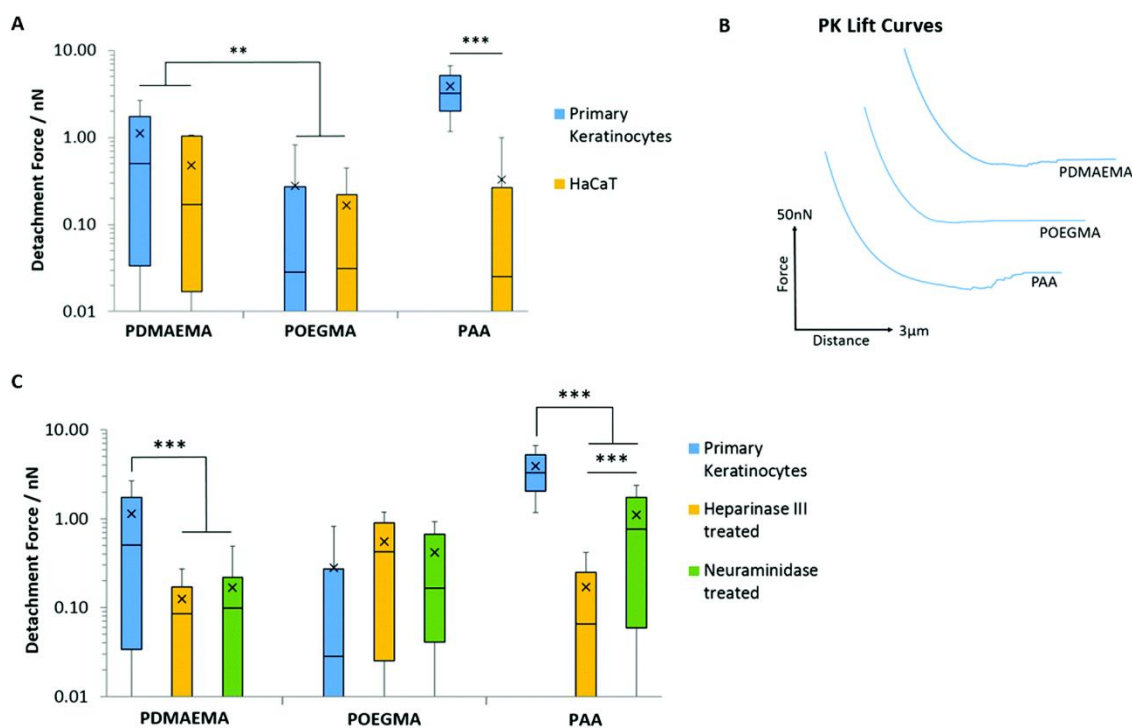 A
Detachment Force / nN
10.00
1.00
0.10
0.01
**
***
PDMAEMA
POEGMA
PAA
Primary
Keratinocytes
HaCaT
B
PK Lift Curves
PDMAEMA
POEGMA
PAA
50nN
Force
Distance
3μm
C
Detachment Force / nN
10.00
1.00
0.10
0.01
***
***
***
PDMAEMA
POEGMA
PAA
Primary
Keratinocytes
Heparinase III
treated
Neuraminidase
treated